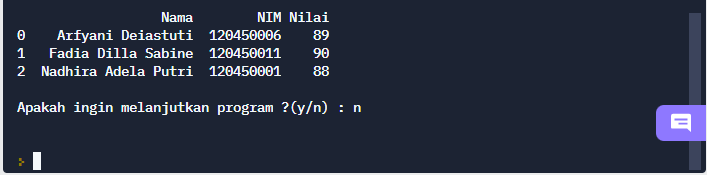 Nama NIM Nilai
0 Arfyani Deiastuti 120450006 89
1 Fadia Dilla Sabine 120450011 90
2 Nadhira Adela Putri 120450001 88
Apakah ingin melanjutkan program ?(y/n) : n
>